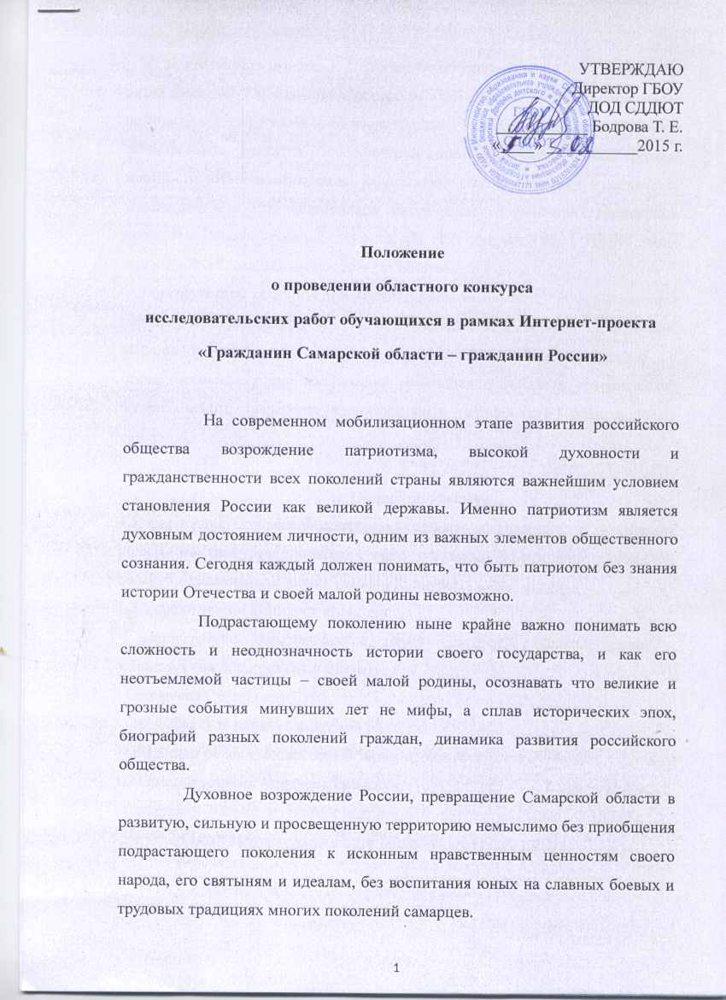 УТВЕРЖДАЮ
Директор ГБОУ
ДОД СДДЮТ
Бодрова Т. Е.
« 5 » 02 2015 г.
Положение
о проведении областного конкурса
исследовательских работ обучающихся в рамках Интернет-проекта
«Гражданин Самарской области – гражданин России»
На современном мобилизационном этапе развития российского
общества возрождение патриотизма, высокой духовности и
гражданственности всех поколений страны являются важнейшим условием
становления России как великой державы. Именно патриотизм является
духовным достоянием личности, одним из важных элементов общественного
сознания. Сегодня каждый должен понимать, что быть патриотом без знания
истории Отечества и своей малой родины невозможно.
Подрастающему поколению ныне крайне важно понимать всю
сложность и неоднозначность истории своего государства, и как его
неотъемлемой частицы – своей малой родины, осознавать что великие и
грозные события минувших лет не мифы, а сплав исторических эпох,
биографий разных поколений граждан, динамика развития российского
общества.
Духовное возрождение России, превращение Самарской области в
развитую, сильную и просвещенную территорию немыслимо без приобщения
подрастающего поколения к исконным нравственным ценностям своего
народа, его святыням и идеалам, без воспитания юных на славных боевых и
трудовых традициях многих поколений самарцев.
1